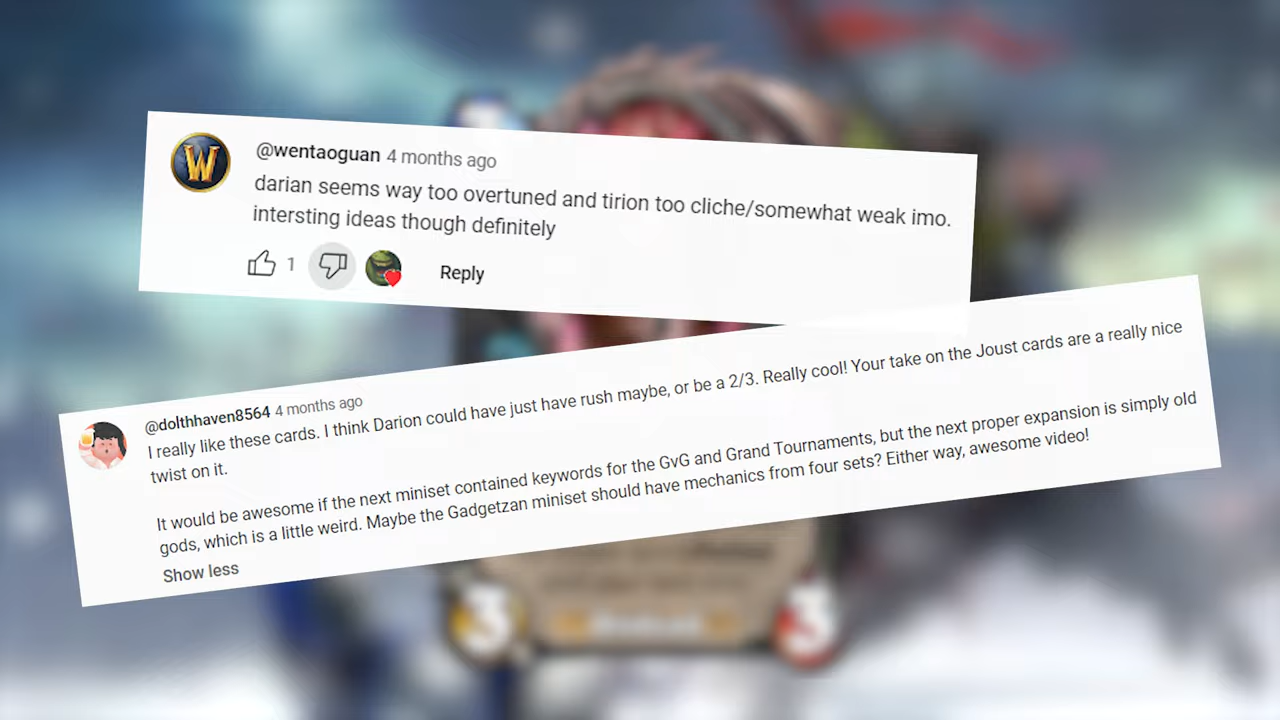 W
@wentaoguan 4 months ago
darian seems way too overtuned and tirion too cliche/somewhat weak imo.
intersting ideas though definitely
1
Reply
@dolthhaven8564 4 months ago
I really like these cards. I think Darion could have just have rush maybe, or be a 2/3. Really cool! Your take on the Joust cards are a really nice
twist on it.
It would be awesome if the next miniset contained keywords for the GvG and Grand Tournaments, but the next proper expansion is simply old
gods, which is a little weird. Maybe the Gadgetzan miniset should have mechanics from four sets? Either way, awesome video!
Show less
3
3